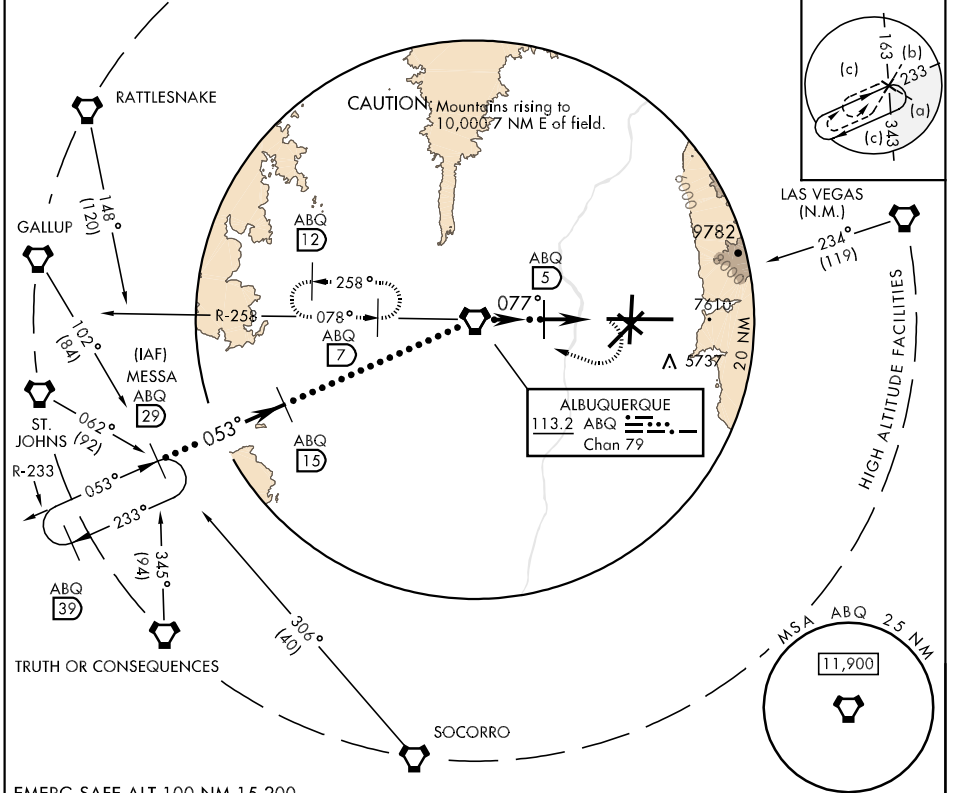 RATTLESNAKE
CAUTION: Mountains rising to
10,000 7 NM E of field.
163
(b)
(c)
233
(a)
(c)
343
148°
(120)
GALLUP
ABQ
12
6000
LAS VEGAS
(N.M.)
234°
(119)
9782
8000
ABQ
5
258°
R-258
078°
077°
ABQ
7
7610
5737
20 NM
102°
(84)
(IAF)
MESSA
ABQ
29
ALBUQUERQUE
113.2 ABQ
Chan 79
HIGH ALTITUDE FACILITIES
ST.
JOHNS
062°
(92)
053°
ABQ
15
R-233
053°
233°
345°
(94)
ABQ
39
306°
(40)
TRUTH OR CONSEQUENCES
MSA ABQ 25 NM
11,900
SOCORRO
EMERG SAFE ALT 100 NM 15,200